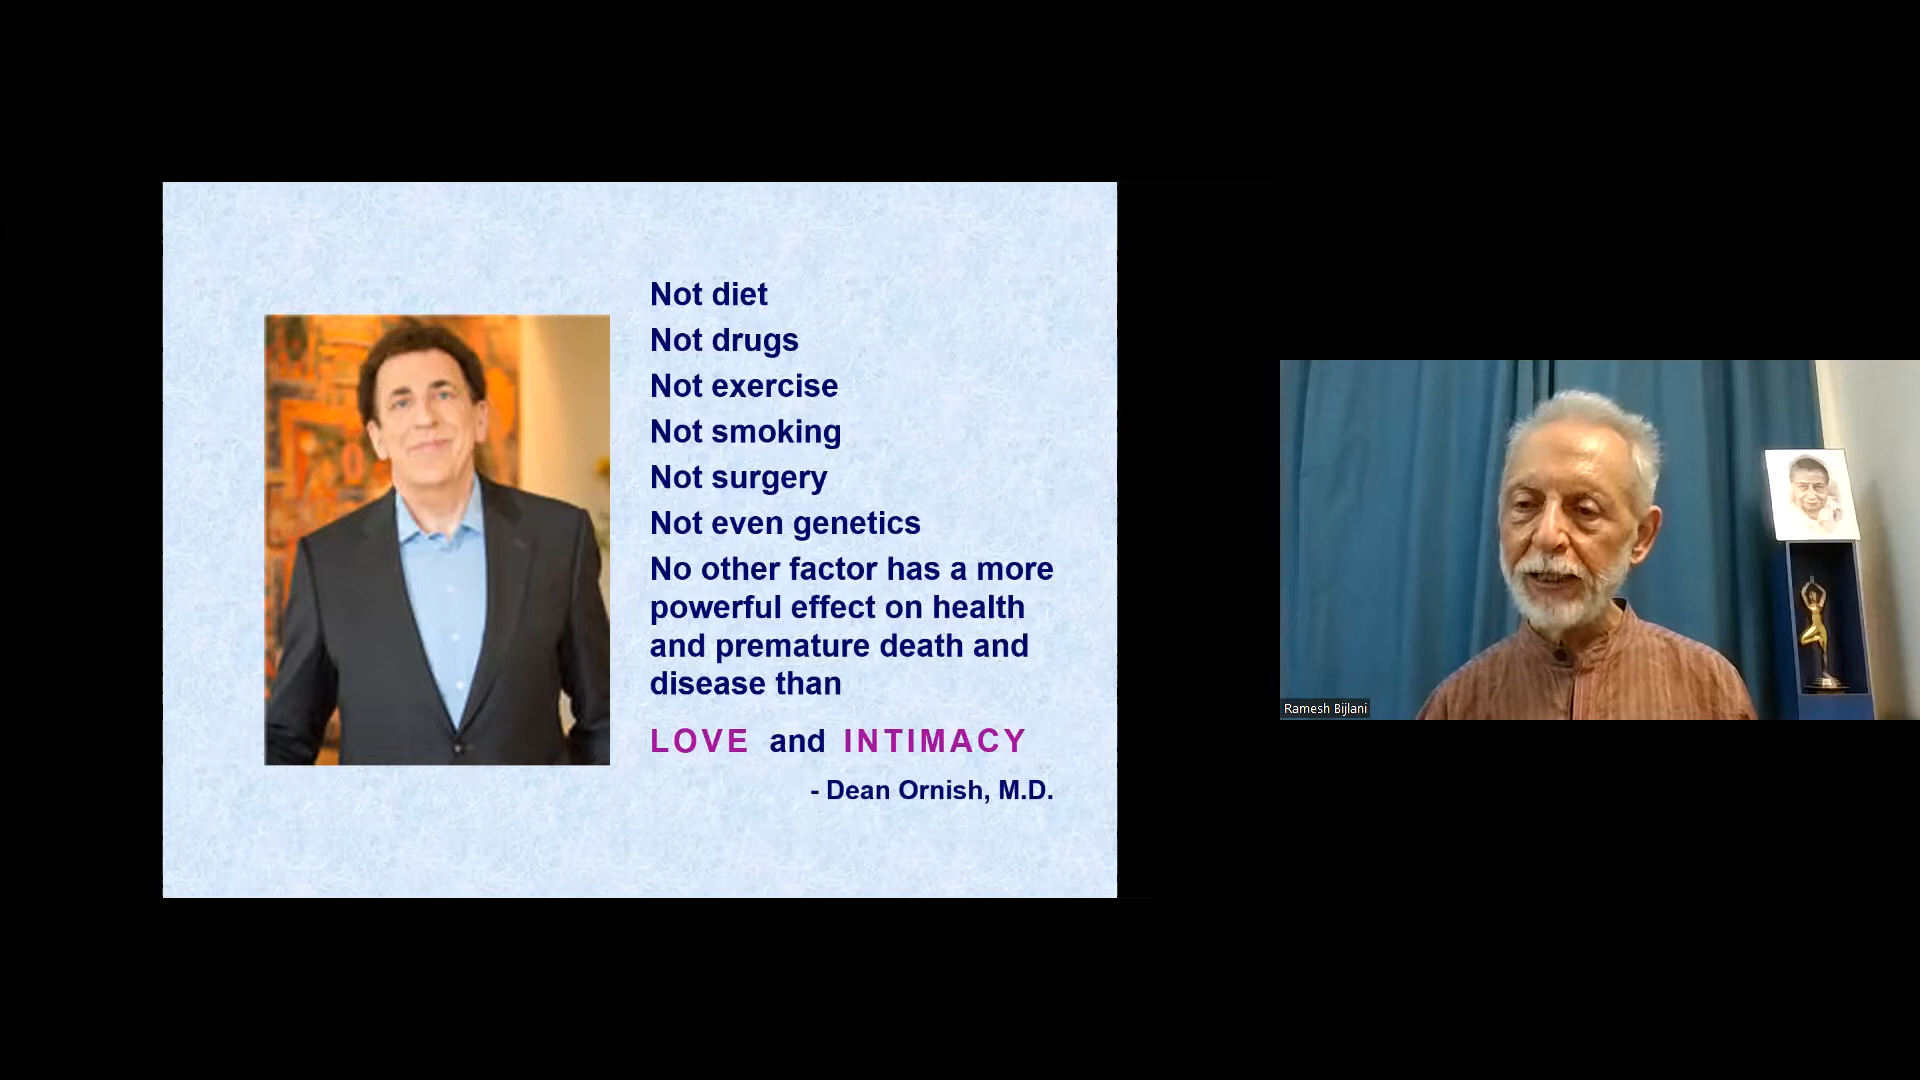 Not diet
Not drugs
Not exercise
Not smoking
Not surgery
Not even genetics
No other factor has a more
powerful effect on health
and premature death and
disease than
LOVE and INTIMACY
- Dean Ornish, M.D.
Ramesh Bijlani